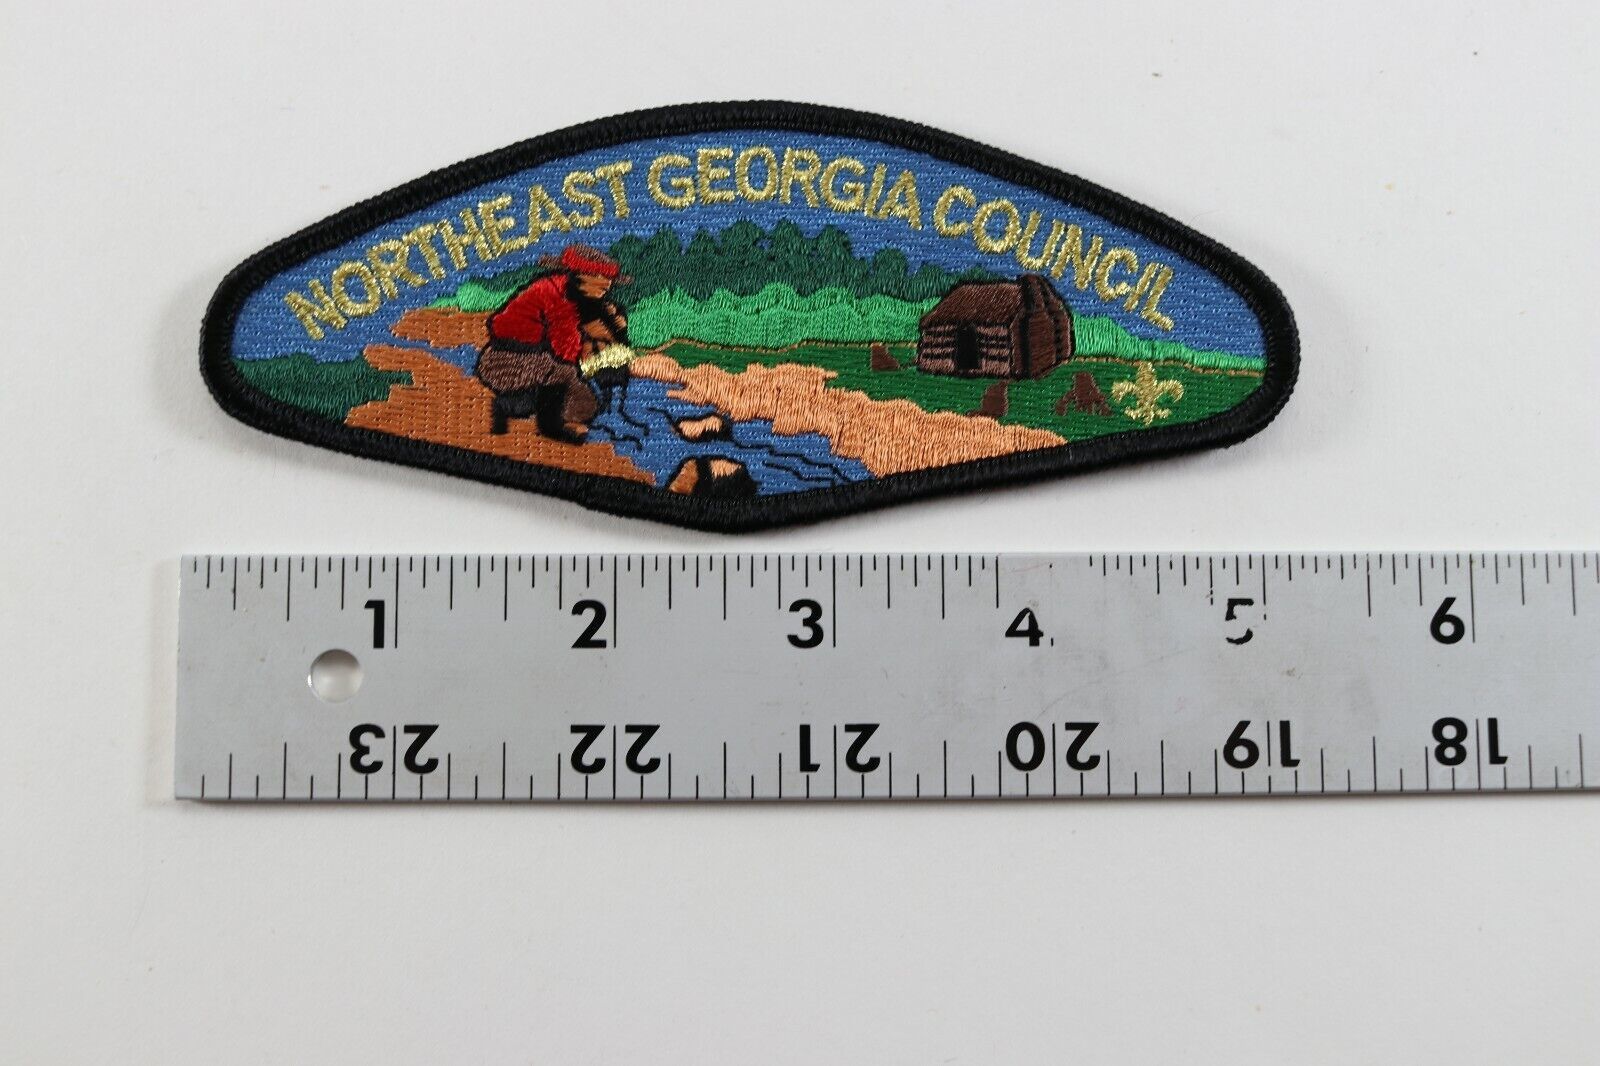 NORTHEAST GEORGIA COUNCIL
1 2 3 4 5 6
23 22 21 20 19 18